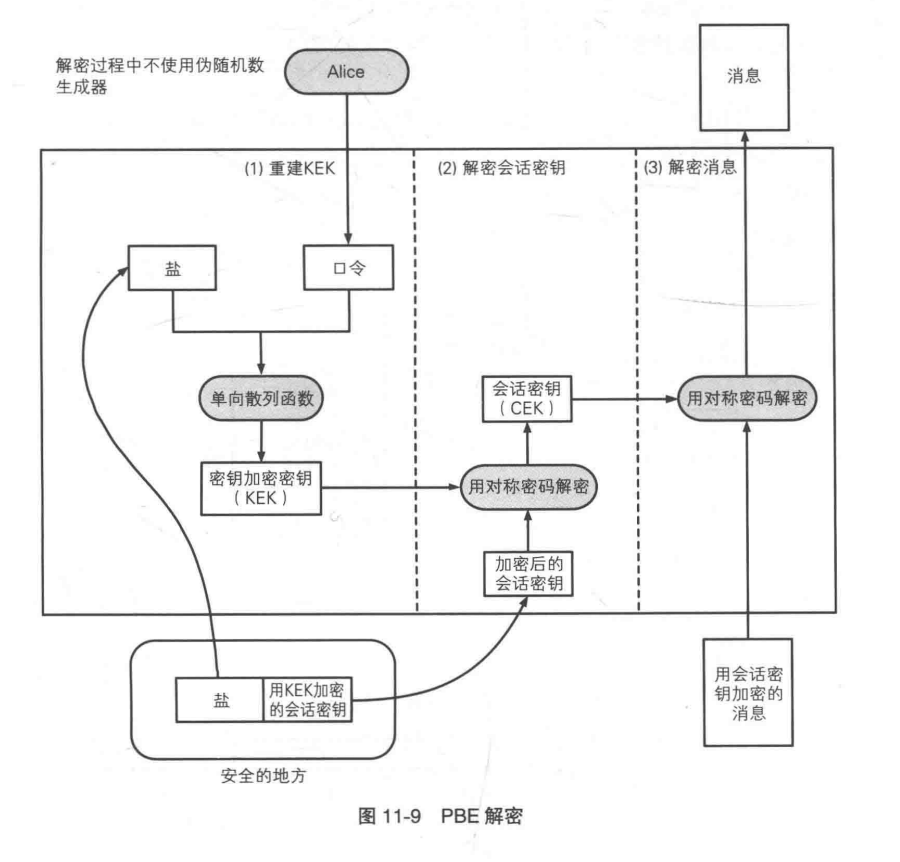 解密过程中不使用伪随机数
生成器
Alice
消息
(1) 重建KEK
(2) 解密会话密钥
(3) 解密消息
盐
口令
单向散列函数
会话密钥
（CEK）
用对称密码解密
密钥加密密钥
（KEK）
用对称密码解密
加密后的
会话密钥
盐
用KEK加密
的会话密钥
用会话密
钥加密的
消息
安全的地方
图 11-9 PBE 解密